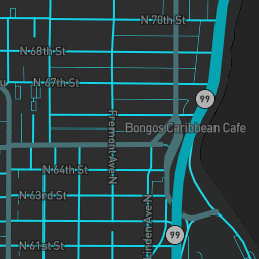 N 70th St
N 68th St
N 67th St
99
Bongos Caribbean Cafe
Fremont Ave N
N 64th St
N 63rd St
Linden Ave N
99
N 61st St